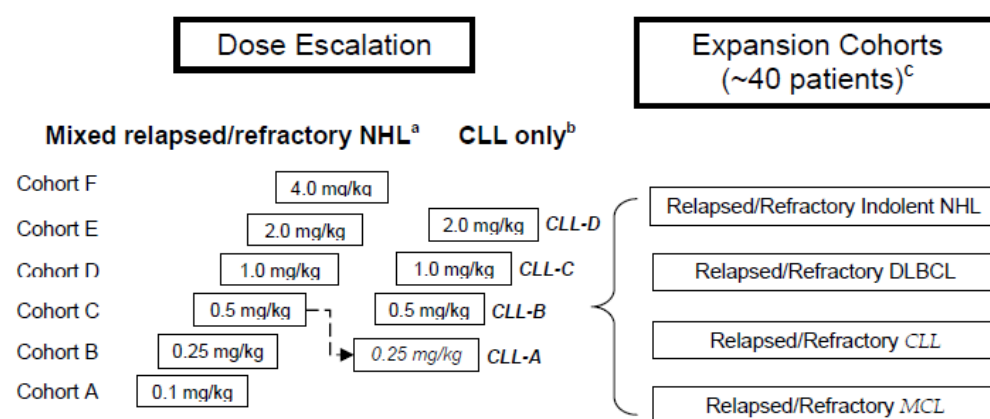 Dose Escalation
Expansion Cohorts
(~40 patients)c
Mixed relapsed/refractory NHLa CLL onlyb
Cohort F 4.0 mg/kg
Cohort E 2.0 mg/kg 2.0 mg/kg CLL-D
Cohort D 1.0 mg/kg 1.0 mg/kg CLL-C
Cohort C 0.5 mg/kg 0.5 mg/kg CLL-B
Cohort B 0.25 mg/kg 0.25 mg/kg CLL-A
Cohort A 0.1 mg/kg
Relapsed/Refractory Indolent NHL
Relapsed/Refractory DLBCL
Relapsed/Refractory CLL
Relapsed/Refractory MCL